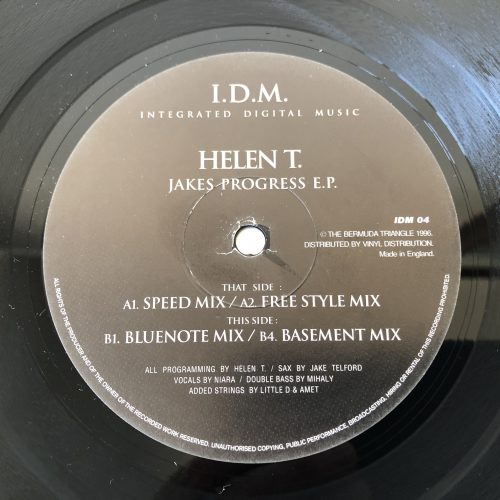 I.D.M.
INTEGRATED DIGITAL MUSIC
HELEN T.
JAKES PROGRESS E.P.
IDM 04
© THE BERMUDA TRIANGLE 1996.
DISTRIBUTED BY VINYL DISTRIBUTION.
Made in England.
THAT SIDE :
A1. SPEED MIX / A2. FREE STYLE MIX
THIS SIDE :
B1. BLUENOTE MIX / B4. BASEMENT MIX
ALL PROGRAMMING BY HELEN T. / SAX BY JAKE TELFORD
VOCALS BY NIARA / DOUBLE BASS BY MIHALY
ADDED STRINGS BY LITTLE D & AMET
ALL RIGHTS OF THE PRODUCER AND OF THE OWNER OF THE RECORDED WORK RESERVED. UNAUTHORISED COPYING, PUBLIC PERFORMANCE, BROADCASTING, HIRING OR RENTAL OF THIS RECORDING PROHIBITED.